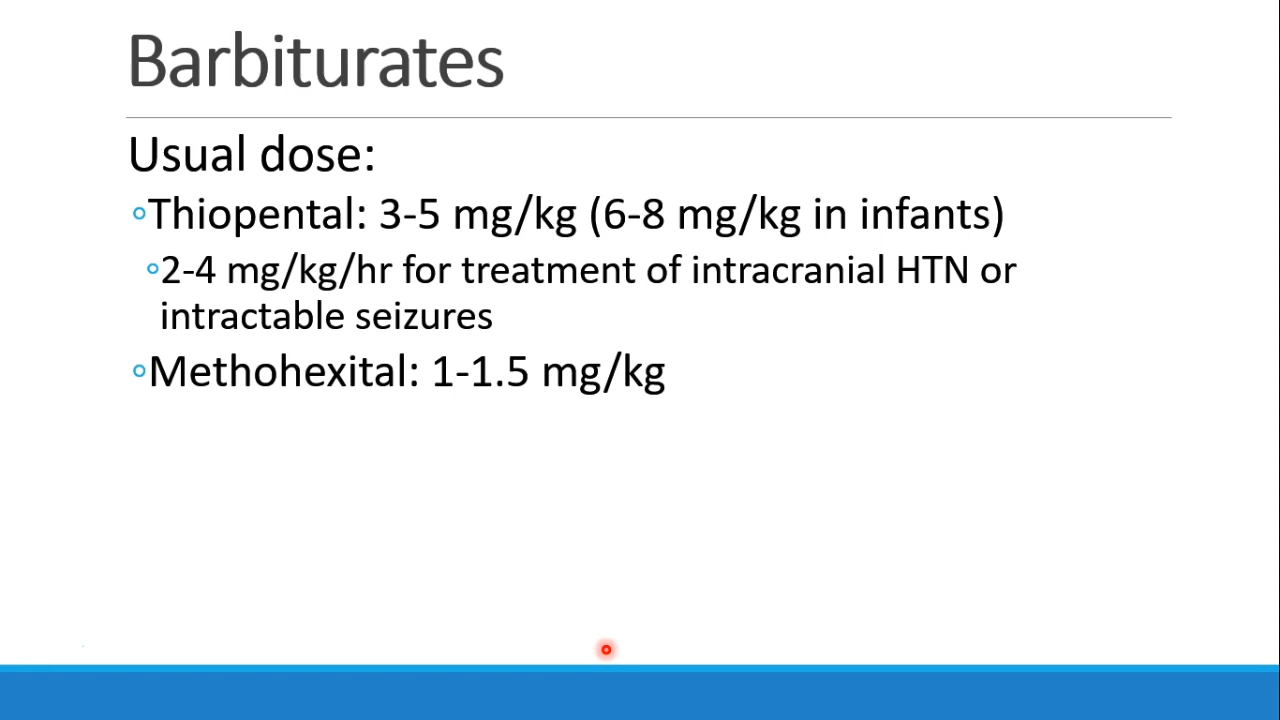 Barbiturates
Usual dose:
◦Thiopental: 3-5 mg/kg (6-8 mg/kg in infants)
◦2-4 mg/kg/hr for treatment of intracranial HTN or
intractable seizures
◦Methohexital: 1-1.5 mg/kg